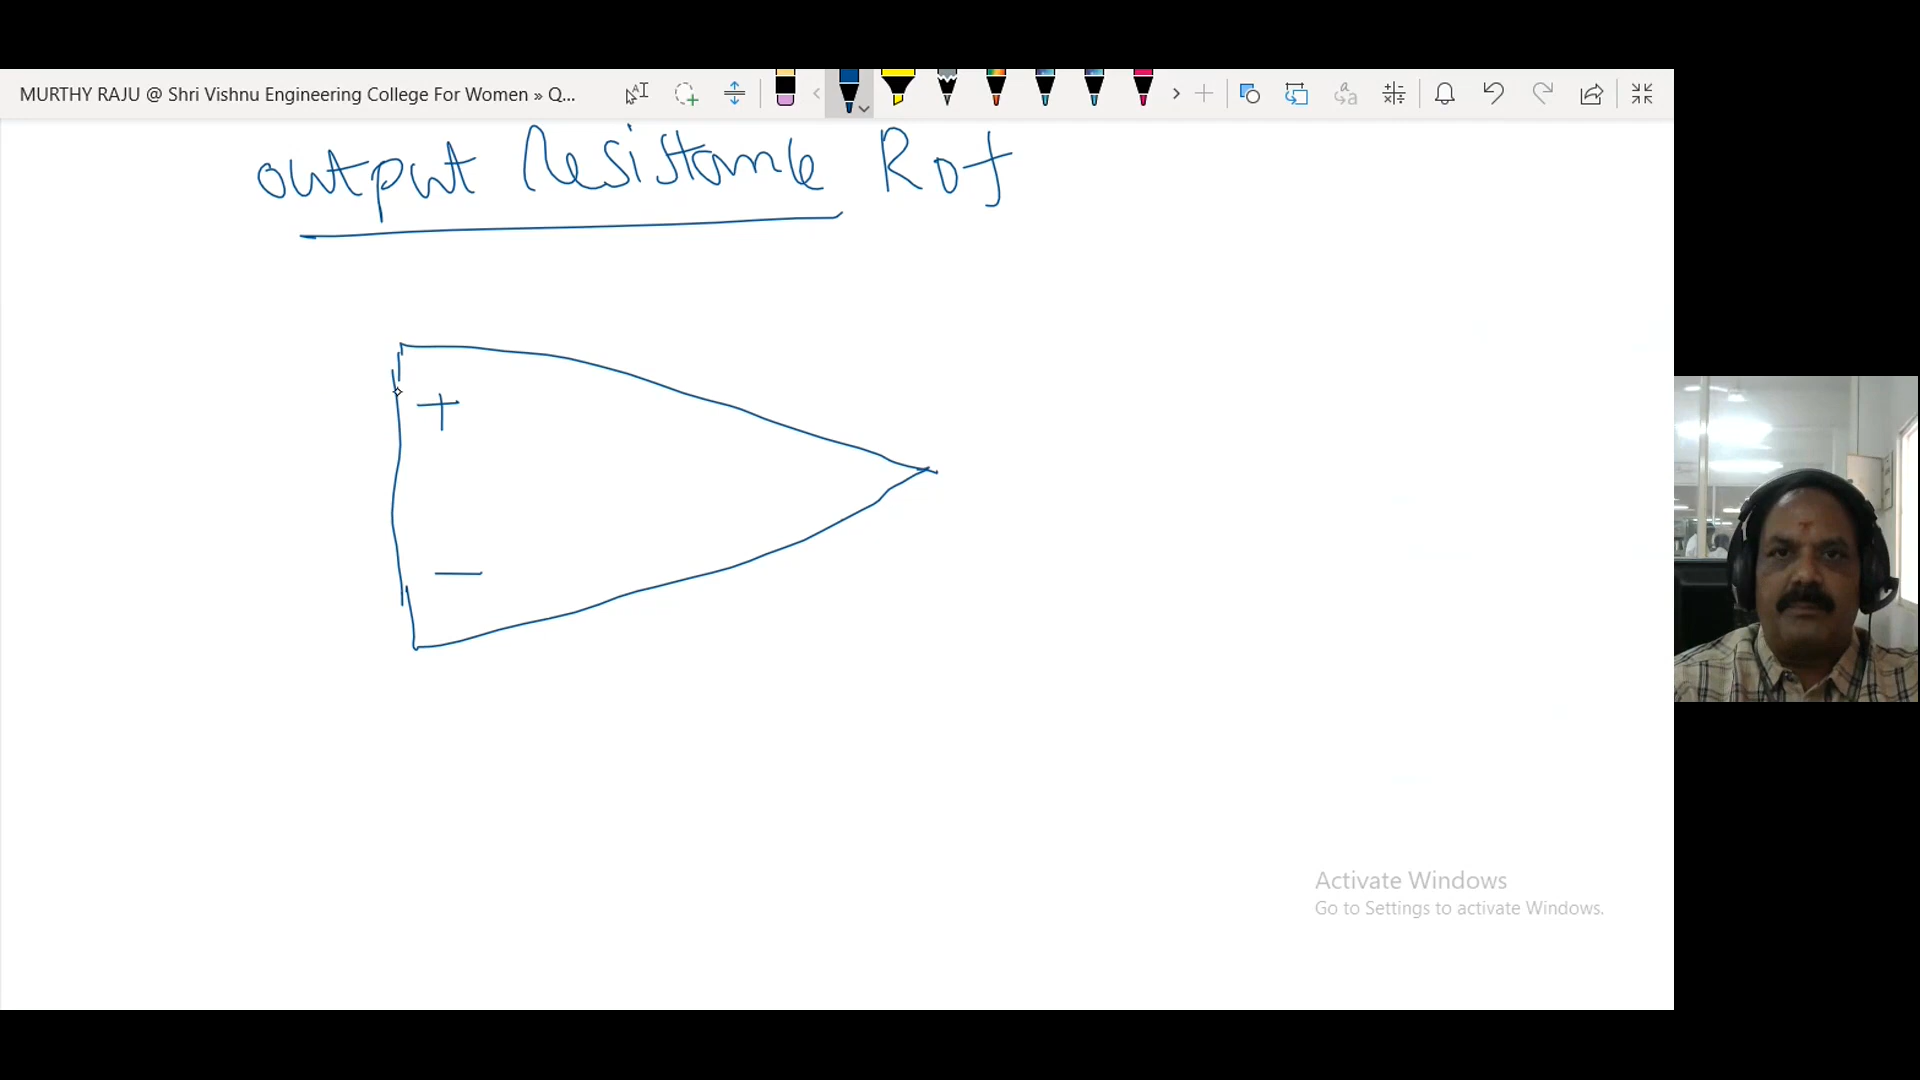 MURTHY RAJU @ Shri Vishnu Engineering College For Women » Q...
output Resistance Rof
+
—
Activate Windows
Go to Settings to activate Windows.